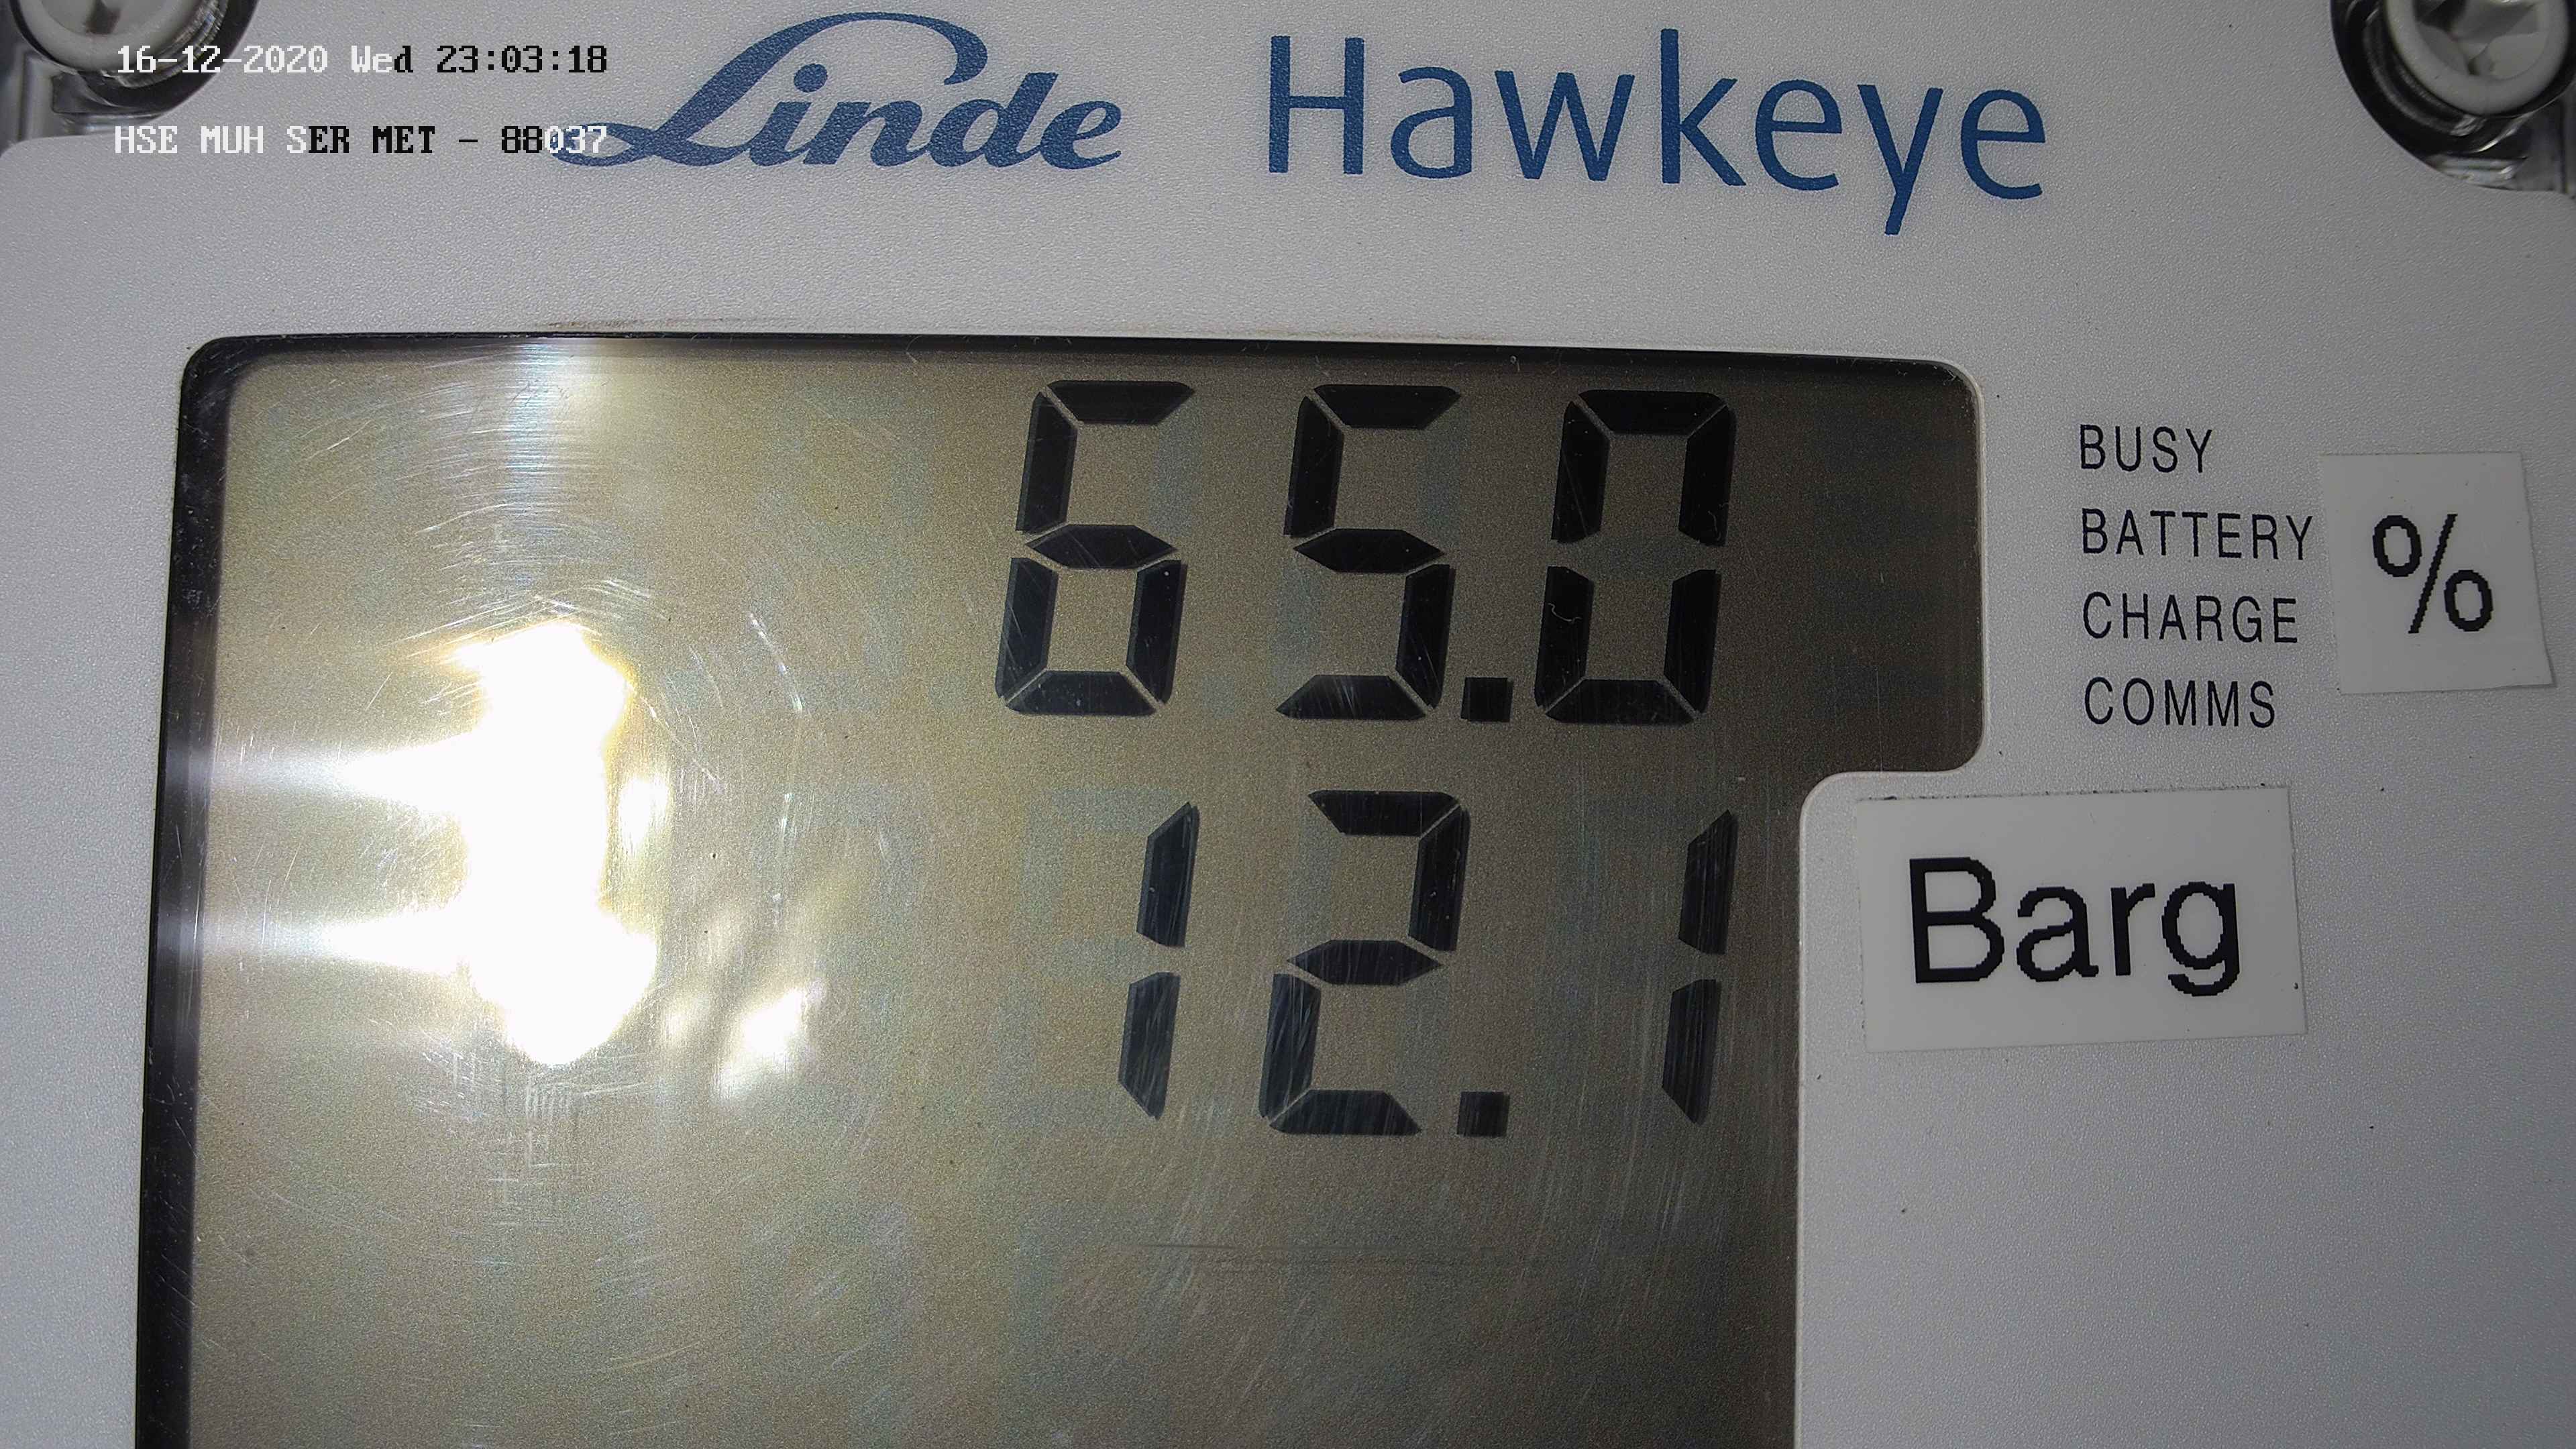 16-12-2020 Wed 23:03:18
HSE MUH SER MET - 88037
Linde Hawkeye
65.0
BUSY
BATTERY
CHARGE
COMMS
%
12.1
Barg